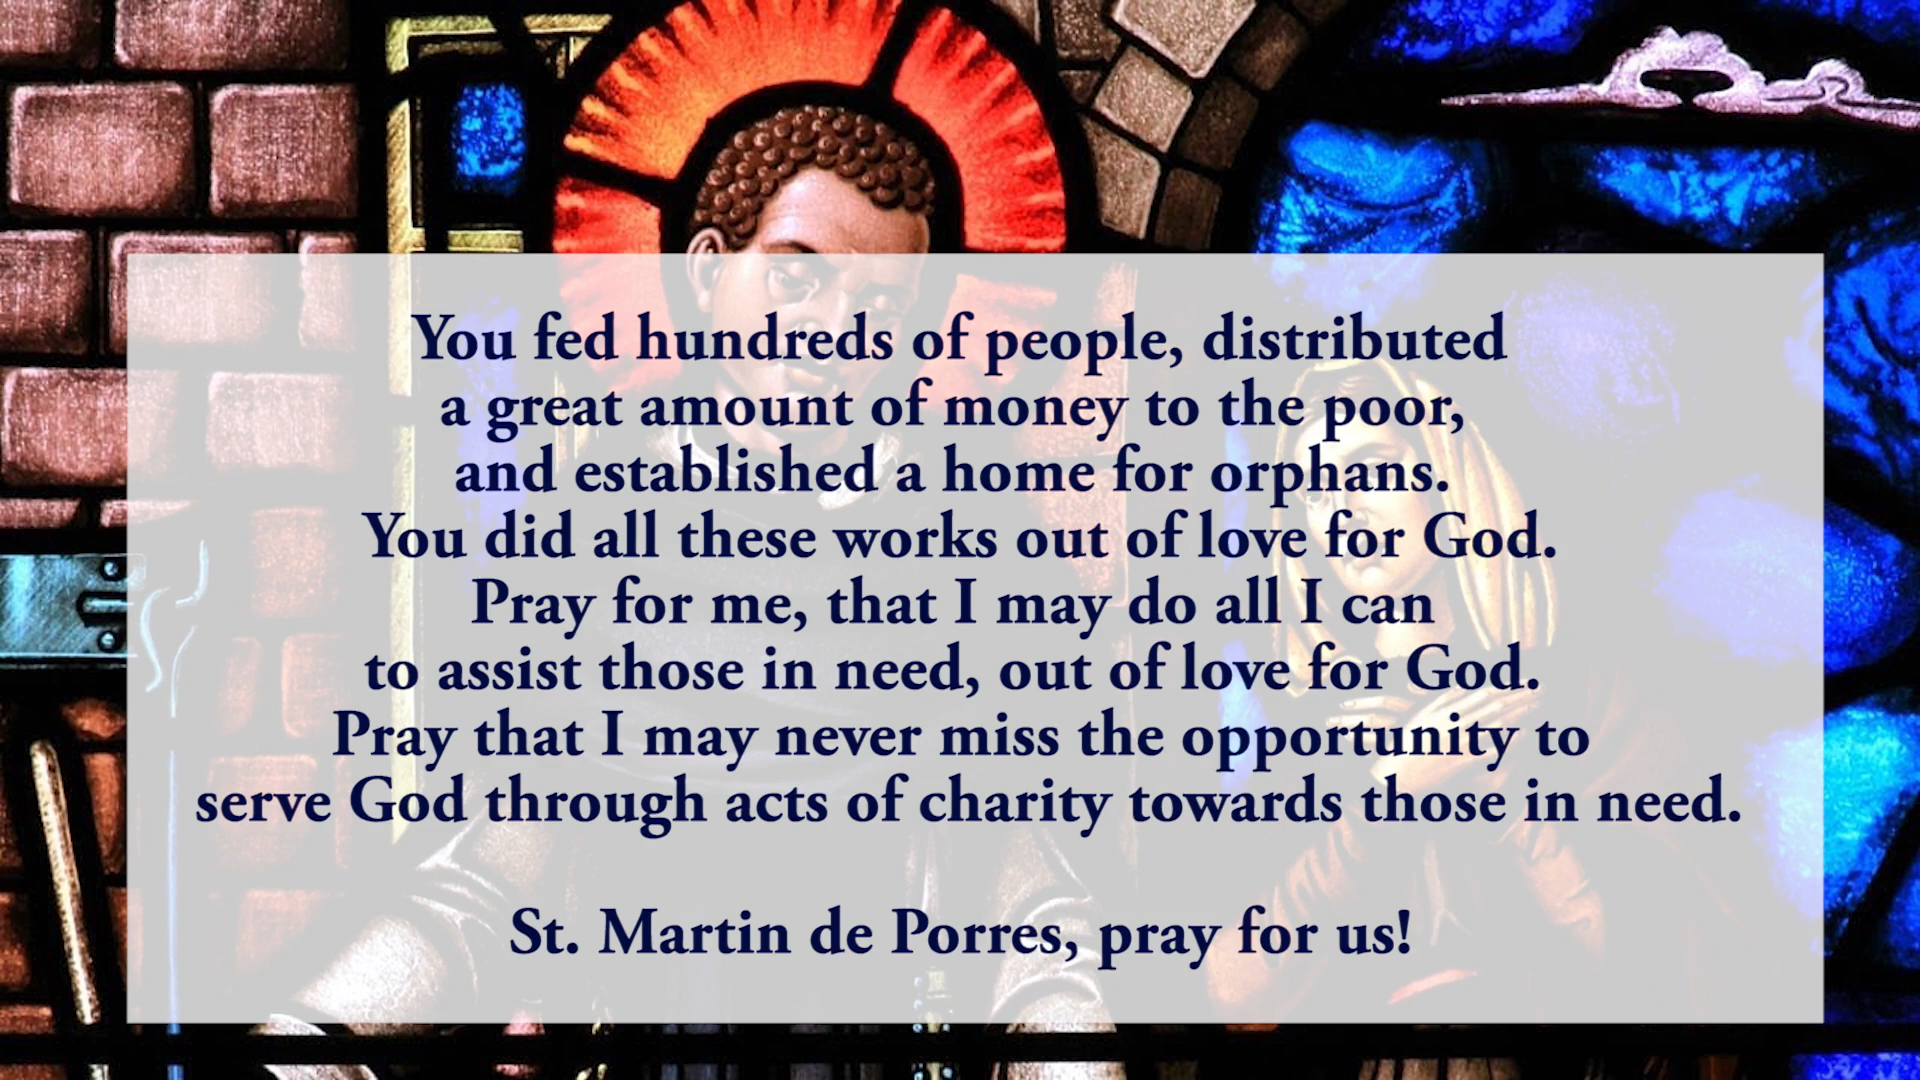 You fed hundreds of people, distributed
a great amount of money to the poor,
and established a home for orphans.
You did all these works out of love for God.
Pray for me, that I may do all I can
to assist those in need, out of love for God.
Pray that I may never miss the opportunity to
serve God through acts of charity towards those in need.
St. Martin de Porres, pray for us!